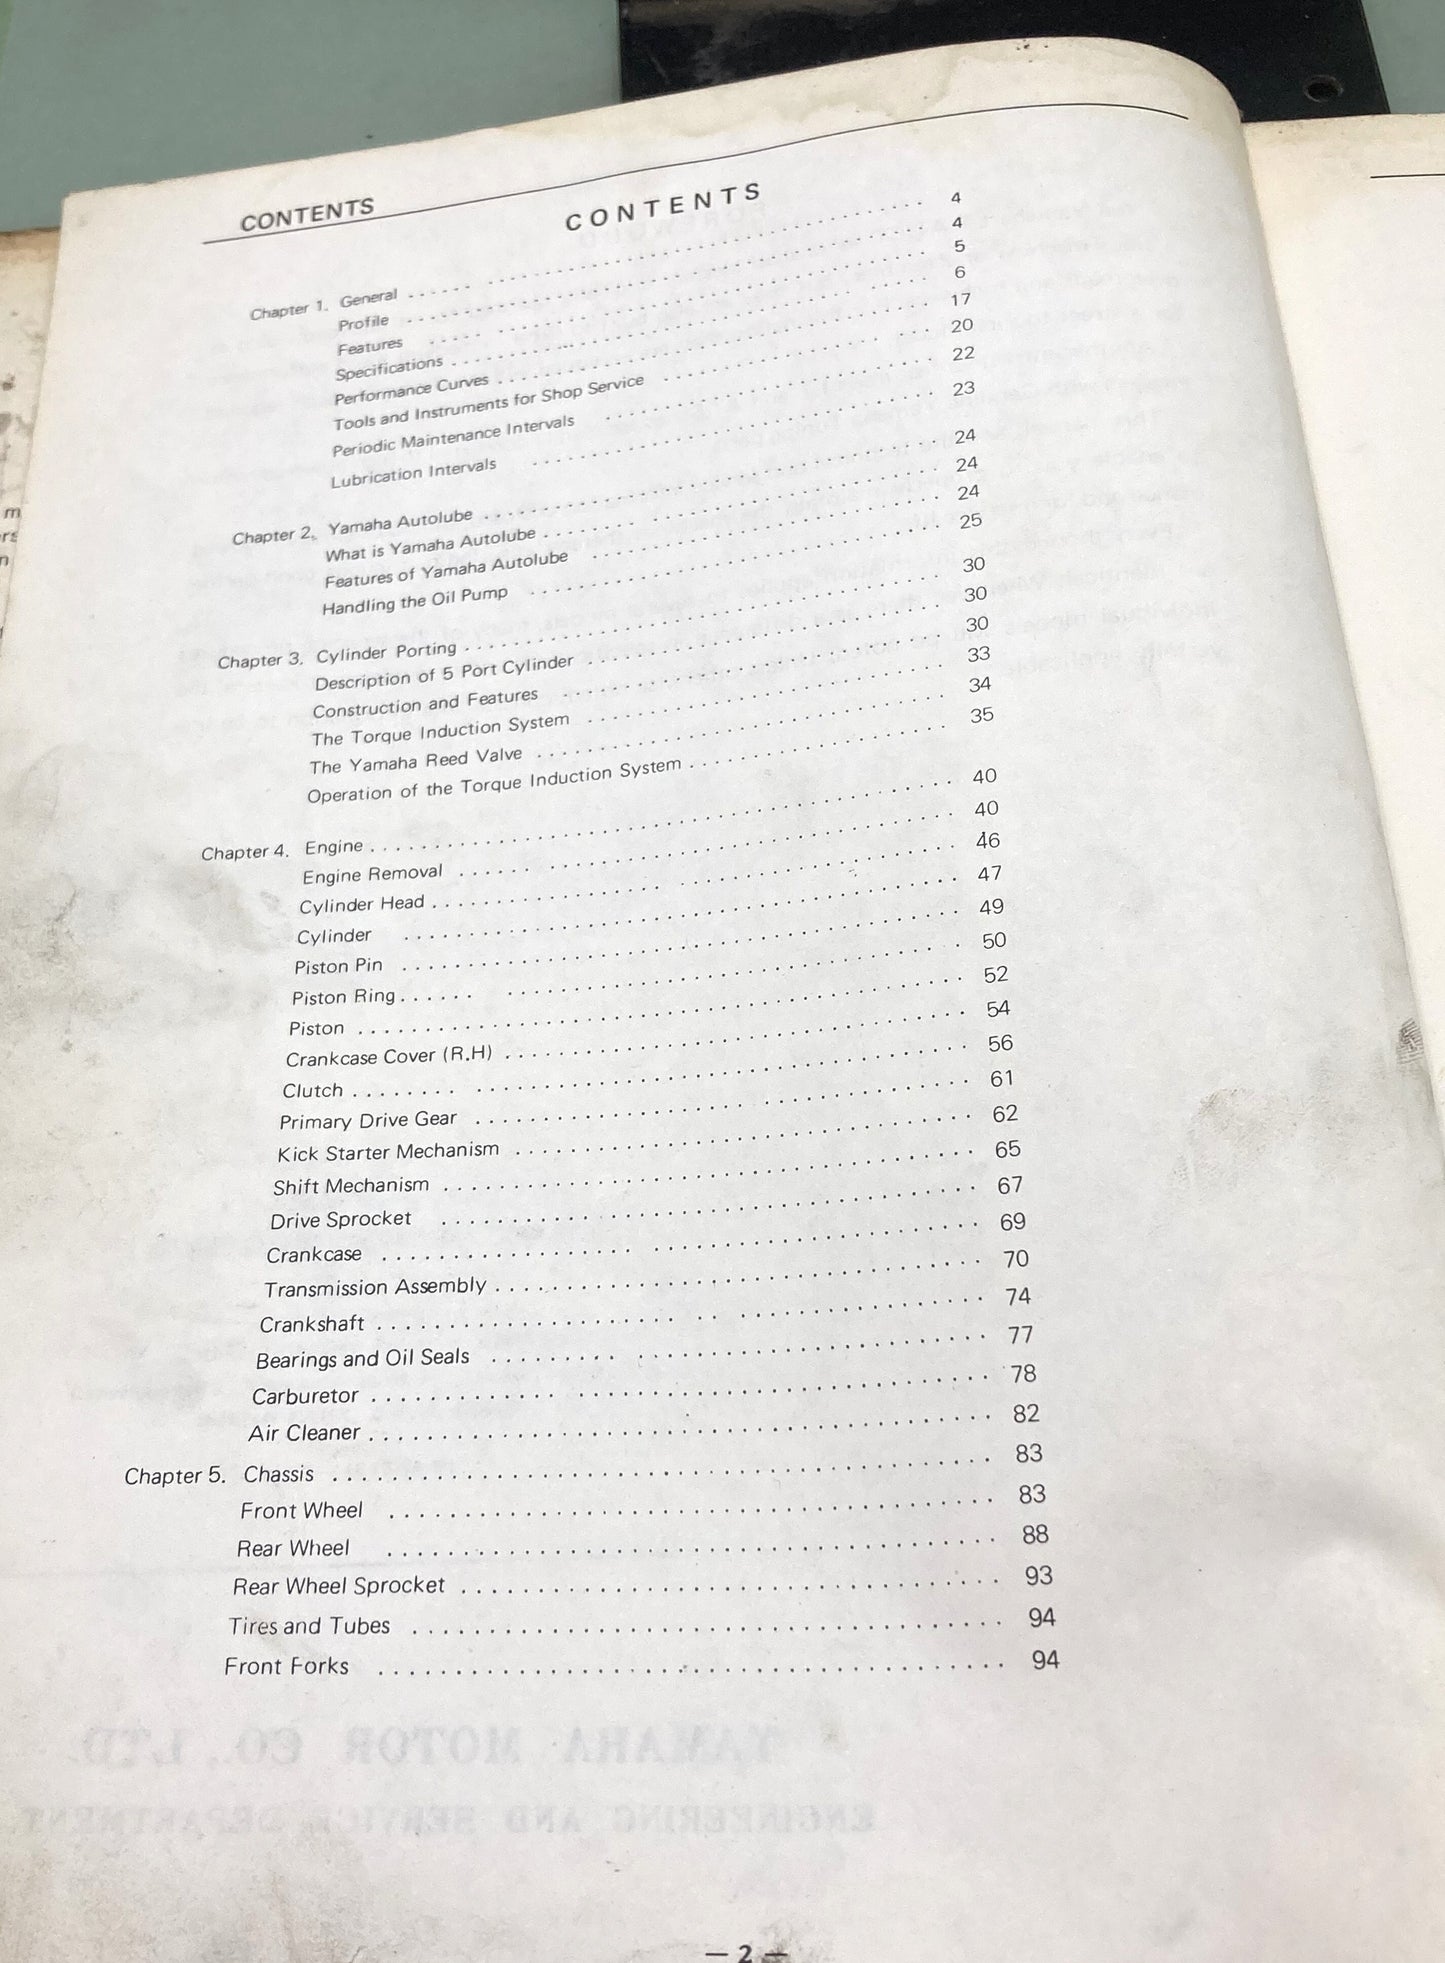 CONTENTS
CONTENTS
Chapter 1. General 4
Profile 4
Features 5
Specifications 6
Performance Curves 17
Tools and Instruments for Shop Service 20
Periodic Maintenance Intervals 22
Lubrication Intervals 23
Chapter 2. Yamaha Autolube 24
What is Yamaha Autolube 24
Features of Yamaha Autolube 24
Handling the Oil Pump 25
Chapter 3. Cylinder Porting 30
Description of 5 Port Cylinder 30
Construction and Features 30
The Torque Induction System 33
The Yamaha Reed Valve 34
Operation of the Torque Induction System 35
Chapter 4. Engine 40
Engine Removal 40
Cylinder Head 46
Cylinder 47
Piston Pin 49
Piston Ring 50
Piston 52
Crankcase Cover (R.H) 54
Clutch 56
Primary Drive Gear 61
Kick Starter Mechanism 62
Shift Mechanism 65
Drive Sprocket 67
Crankcase 69
Transmission Assembly 70
Crankshaft 74
Bearings and Oil Seals 77
Carburetor 78
Air Cleaner 82
Chapter 5. Chassis 83
Front Wheel 83
Rear Wheel 88
Rear Wheel Sprocket 93
Tires and Tubes 94
Front Forks 94
YAMAHA MOTOR CO., LTD.
ENGINEERING AND SERVICE DEPARTMENT
— 2 —